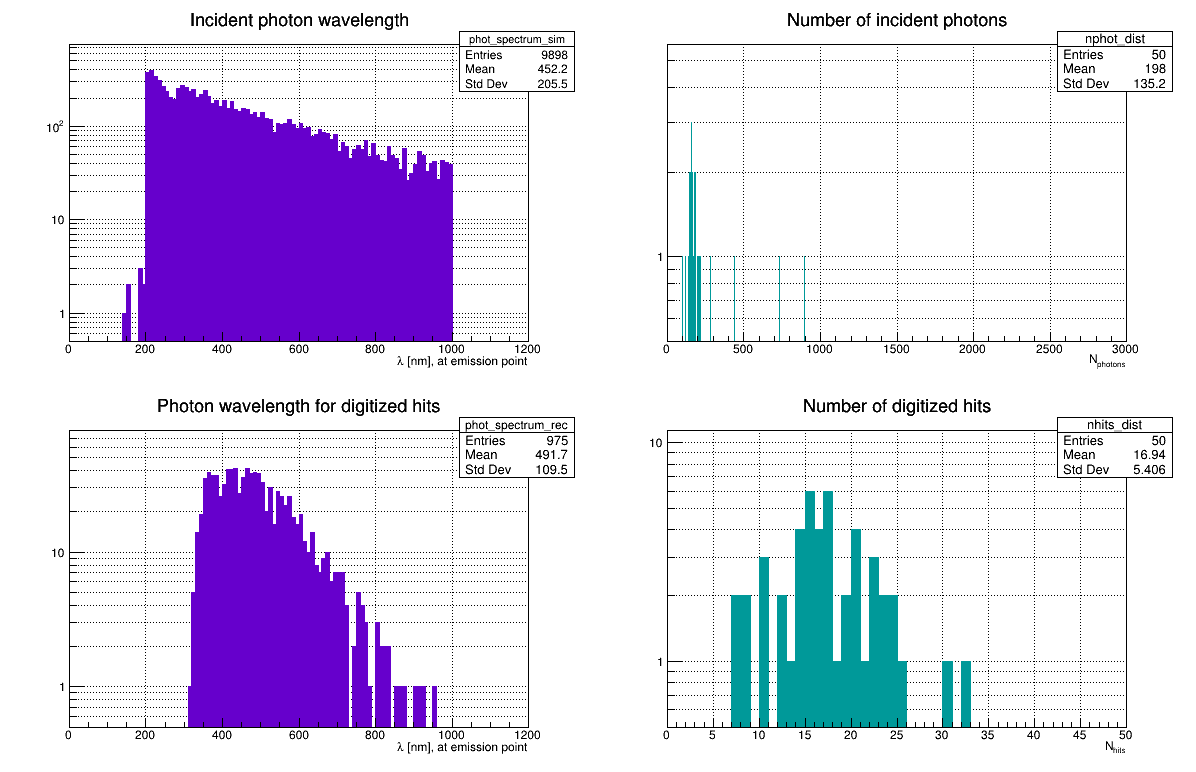 Incident photon wavelength
phot_spectrum_sim
Entries 9898
Mean 452.2
Std Dev 205.5
10²
10
1
0 200 400 600 800 1000 1200
λ [nm], at emission point
Number of incident photons
nphot_dist
Entries 50
Mean 198
Std Dev 135.2
1
0 500 1000 1500 2000 2500 3000
Nphotons
Photon wavelength for digitized hits
phot_spectrum_rec
Entries 975
Mean 491.7
Std Dev 109.5
10
1
0 200 400 600 800 1000 1200
λ [nm], at emission point
Number of digitized hits
nhits_dist
Entries 50
Mean 16.94
Std Dev 5.406
10
1
0 5 10 15 20 25 30 35 40 45 50
Nhits